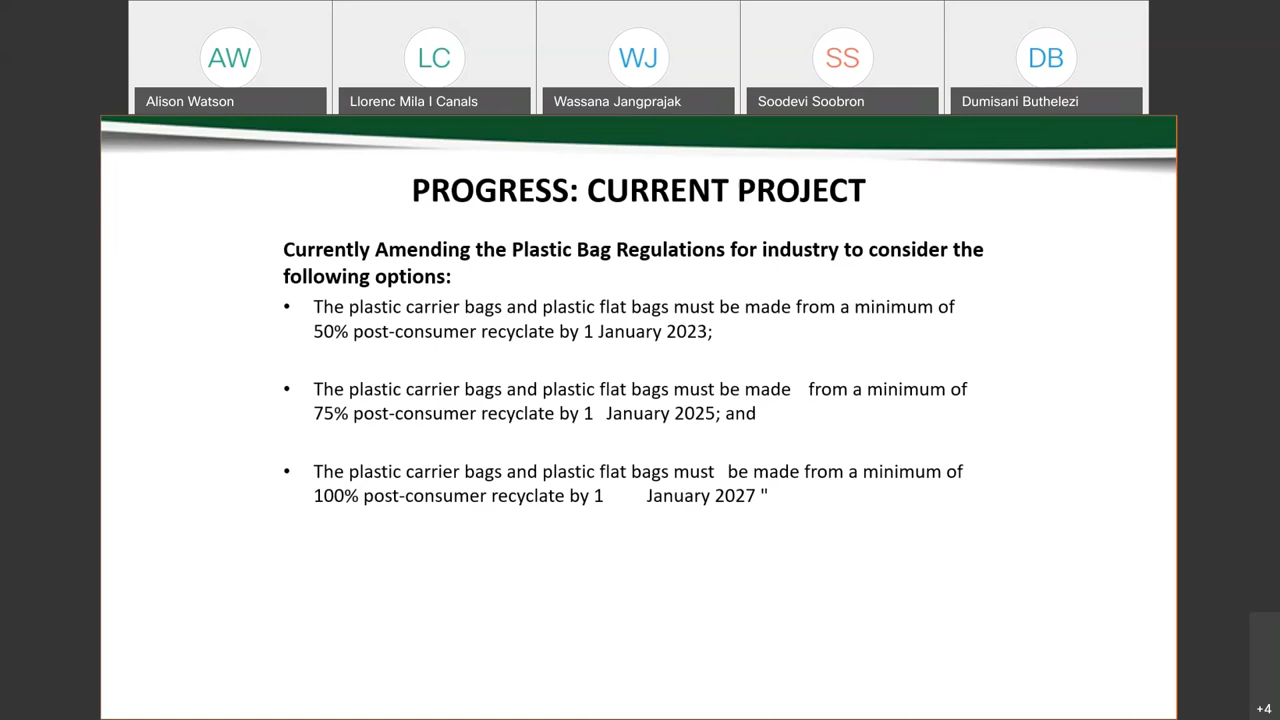 AW LC WJ SS DB
Alison Watson Llorenc Mila I Canals Wassana Jangprajak Soodevi Soobron Dumisani Buthelezi
PROGRESS: CURRENT PROJECT
Currently Amending the Plastic Bag Regulations for industry to consider the
following options:
• The plastic carrier bags and plastic flat bags must be made from a minimum of
50% post-consumer recyclate by 1 January 2023;
• The plastic carrier bags and plastic flat bags must be made from a minimum of
75% post-consumer recyclate by 1 January 2025; and
• The plastic carrier bags and plastic flat bags must be made from a minimum of
100% post-consumer recyclate by 1 January 2027 "
+4